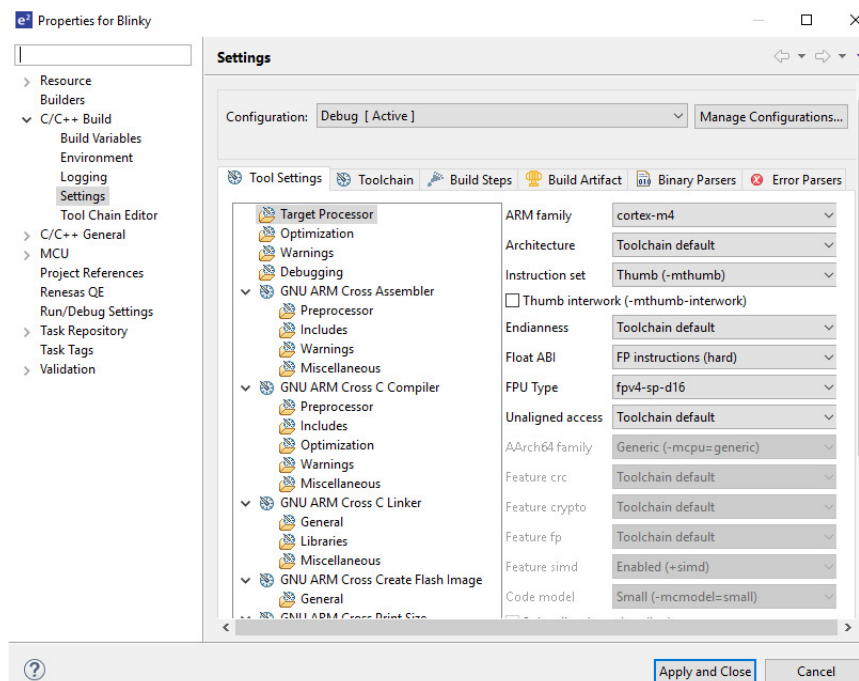 e² Properties for Blinky
Resource
Builders
C/C++ Build
Build Variables
Environment
Logging
Settings
Tool Chain Editor
C/C++ General
MCU
Project References
Renesas QE
Run/Debug Settings
Task Repository
Task Tags
Validation
Settings
Configuration: Debug [ Active ] Manage Configurations...
Tool Settings Toolchain Build Steps Build Artifact Binary Parsers Error Parsers
Target Processor
Optimization
Warnings
Debugging
GNU ARM Cross Assembler
Preprocessor
Includes
Warnings
Miscellaneous
GNU ARM Cross C Compiler
Preprocessor
Includes
Optimization
Warnings
Miscellaneous
GNU ARM Cross C Linker
General
Libraries
Miscellaneous
GNU ARM Cross Create Flash Image
General
GNU ARM Cross Print Size
ARM family cortex-m4
Architecture Toolchain default
Instruction set Thumb (-mthumb)
Thumb interwork (-mthumb-interwork)
Endianness Toolchain default
Float ABI FP instructions (hard)
FPU Type fpv4-sp-d16
Unaligned access Toolchain default
AArch64 family Generic (-mcpu=generic)
Feature crc Toolchain default
Feature crypto Toolchain default
Feature fp Toolchain default
Feature simd Enabled (+simd)
Code model Small (-mcmodel=small)
Apply and Close Cancel